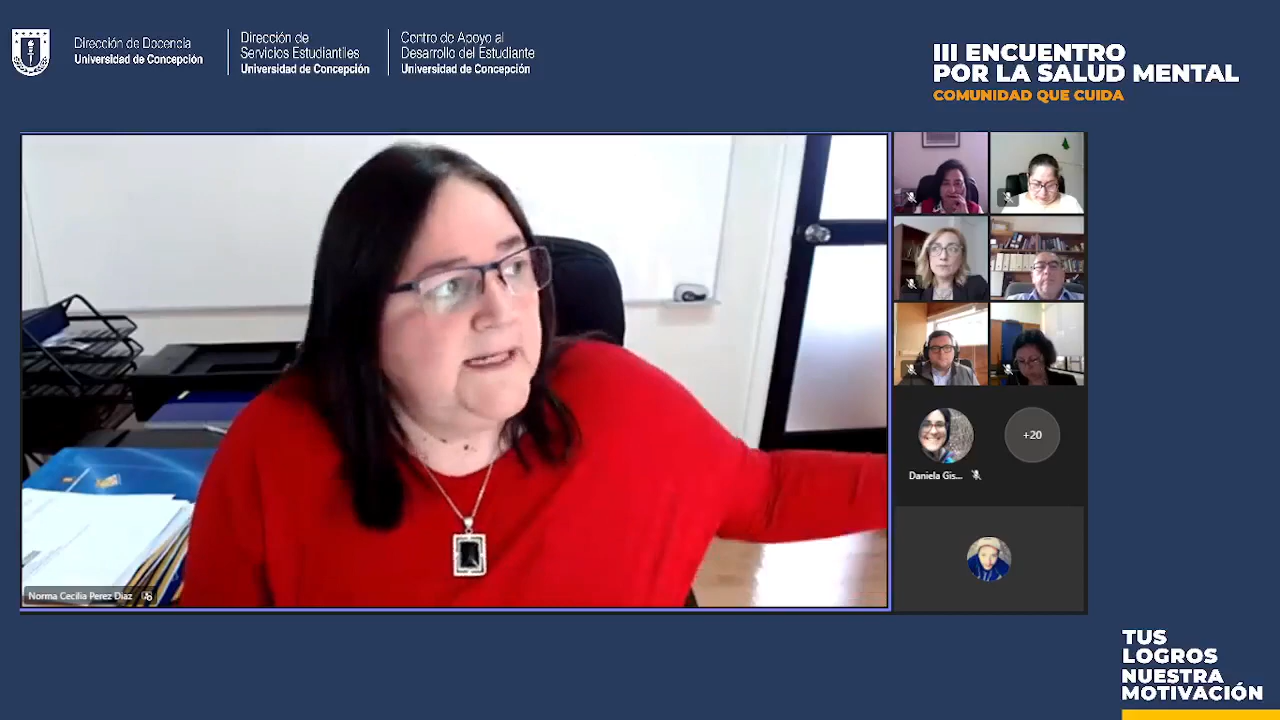 Dirección de Docencia
Universidad de Concepción
Dirección de
Servicios Estudiantiles
Universidad de Concepción
Centro de Apoyo al
Desarrollo del Estudiante
Universidad de Concepción
III ENCUENTRO
POR LA SALUD MENTAL
COMUNIDAD QUE CUIDA
Norma Cecilia Perez Diaz
Daniela Gis...
+20
TUS
LOGROS
NUESTRA
MOTIVACIÓN